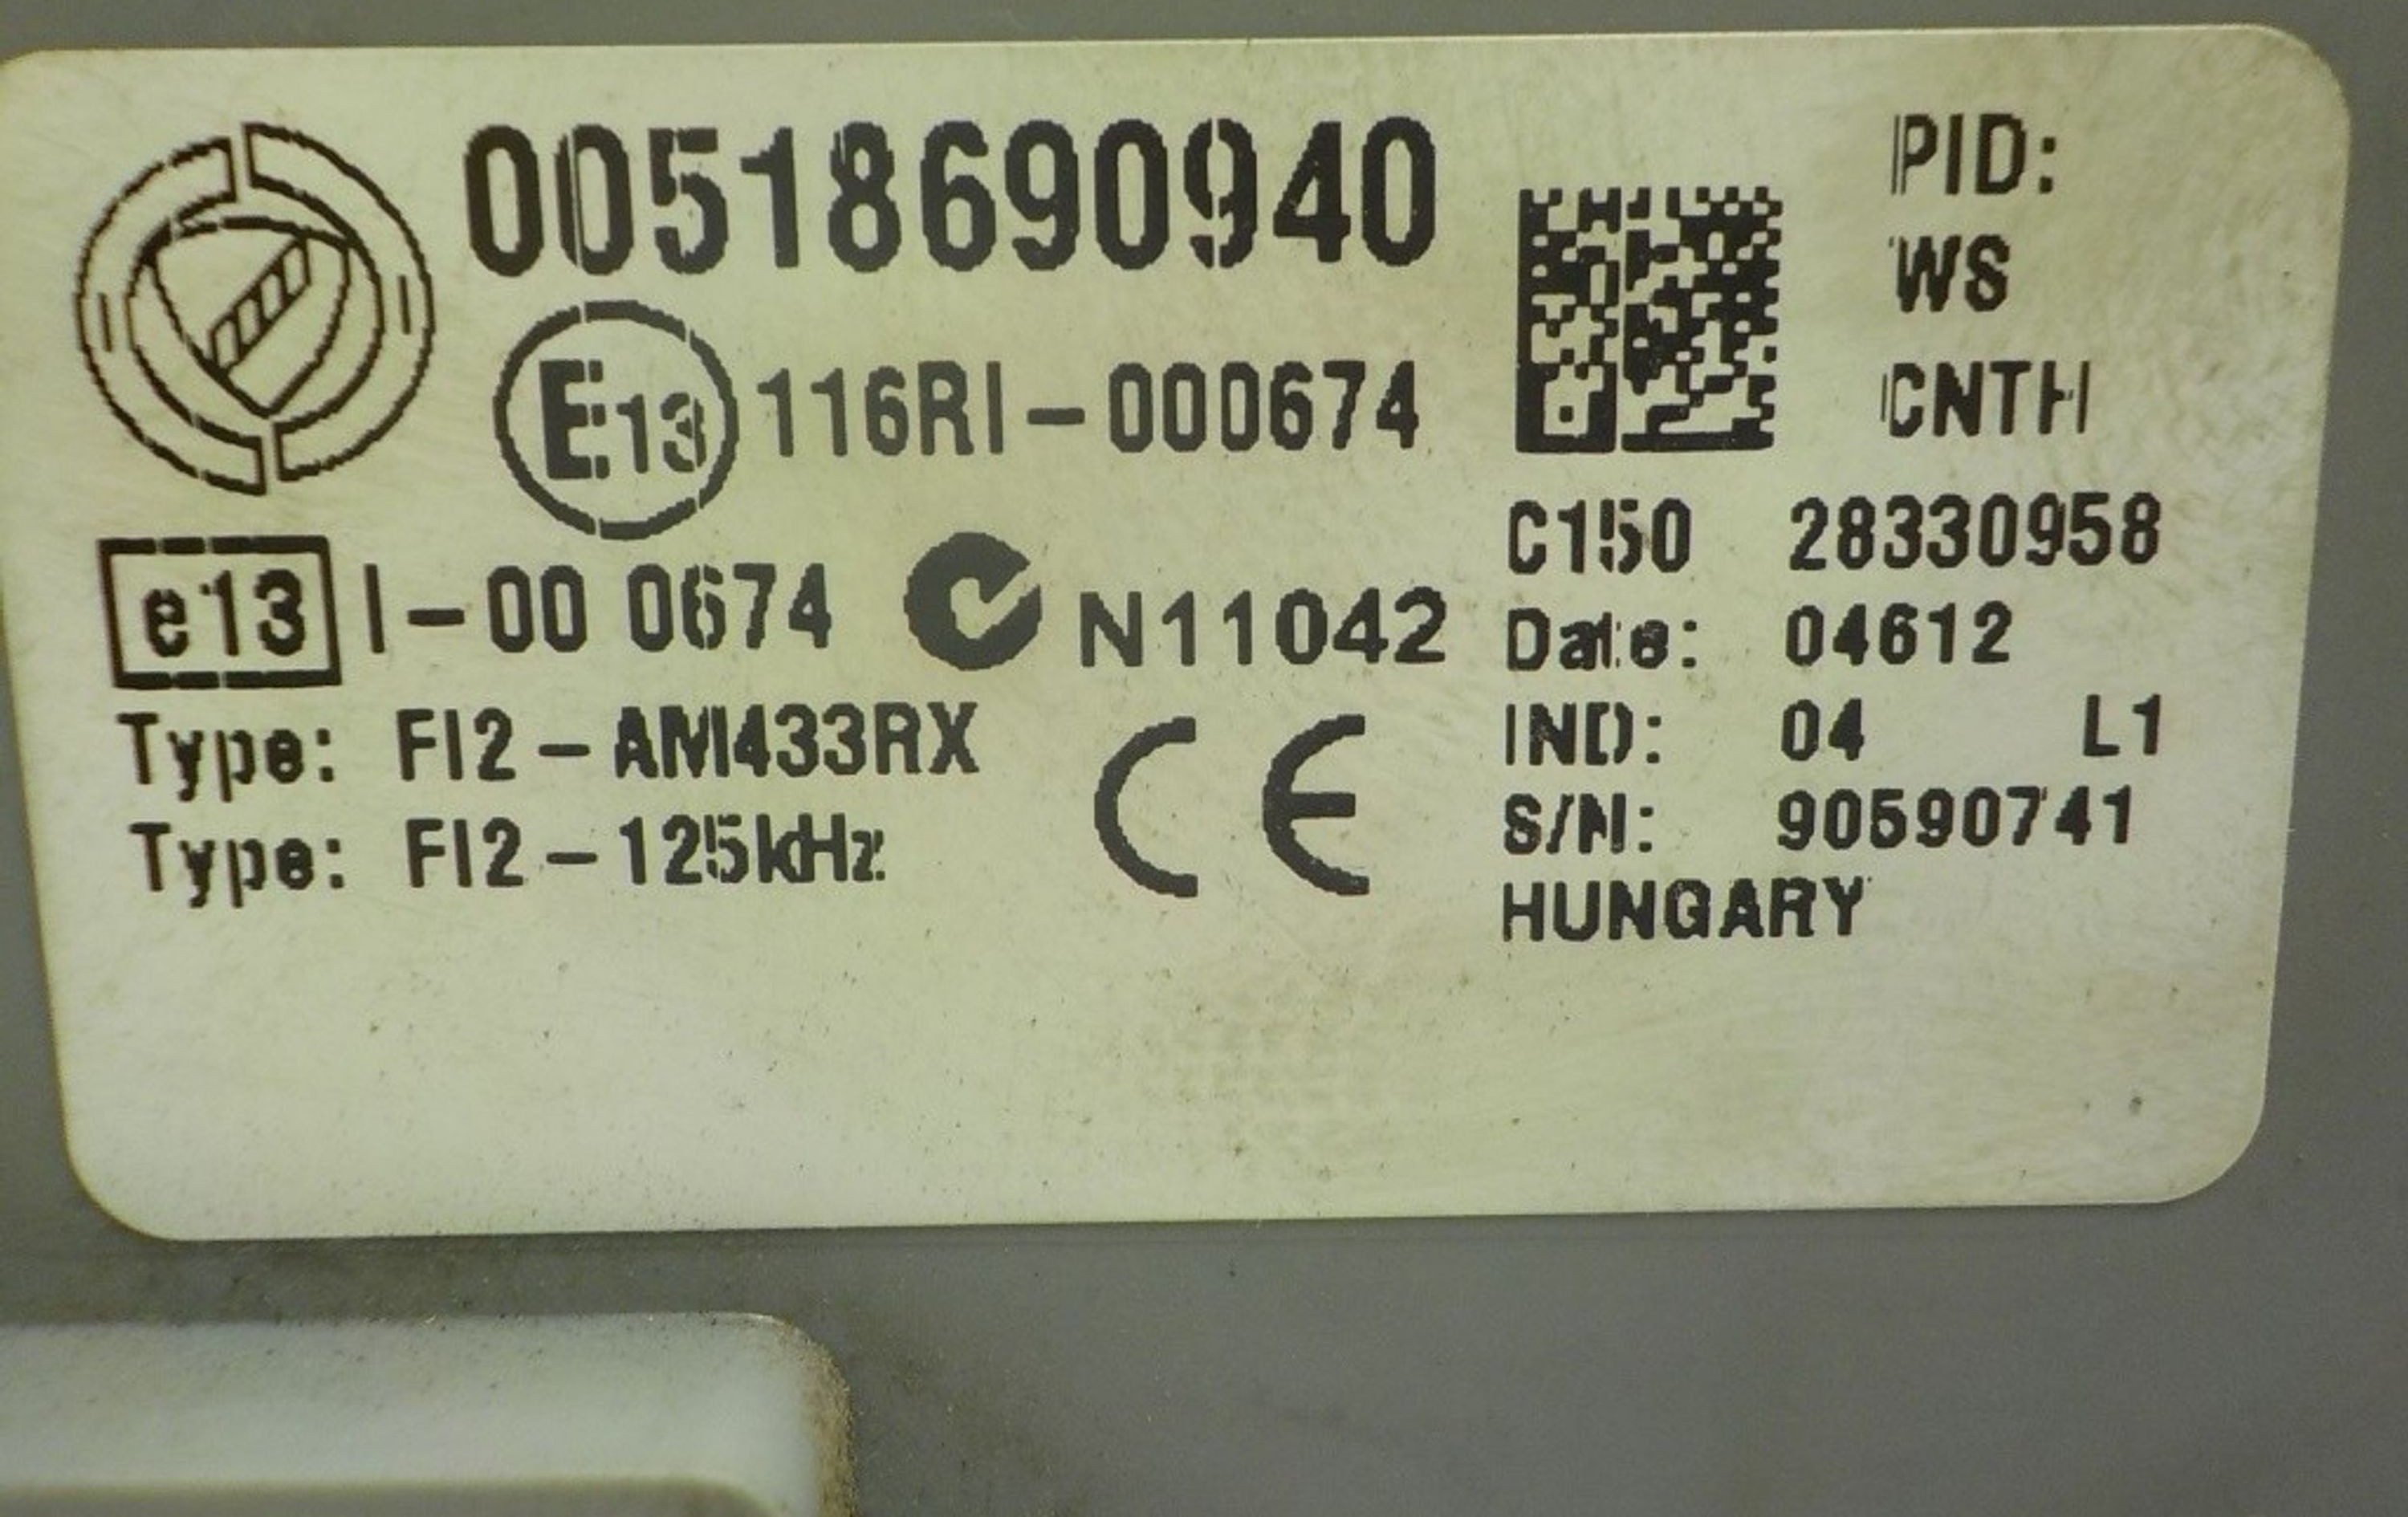 00518690940
E13 116RI-000674
e13 I-00 0674 N11042
Type: FI2-AM433RX
Type: FI2-125kHz
CE
PID:
WS
CNTH
C150 28330958
Date: 04612
IND: 04 L1
S/N: 90590741
HUNGARY